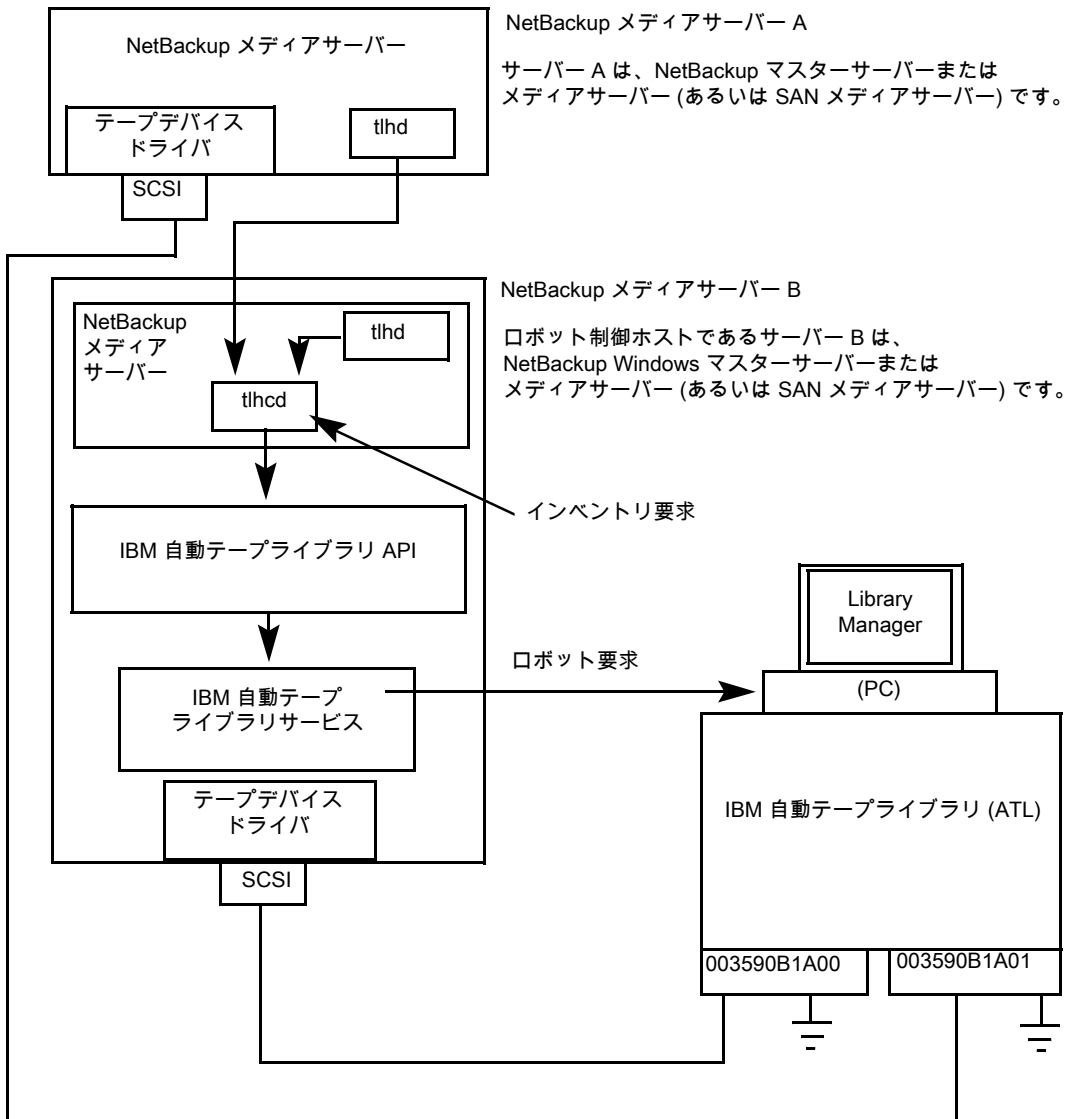 NetBackup メディアサーバー
テープデバイス
ドライバ
tlhd
SCSI
NetBackup メディアサーバー A
サーバー A は、NetBackup マスターサーバーまたは
メディアサーバー (あるいは SAN メディアサーバー) です。
NetBackup
メディア
サーバー
tlhd
tlhcd
NetBackup メディアサーバー B
ロボット制御ホストであるサーバー B は、
NetBackup Windows マスターサーバーまたは
メディアサーバー (あるいは SAN メディアサーバー) です。
インベントリ要求
IBM 自動テープライブラリ API
ロボット要求
IBM 自動テープ
ライブラリサービス
テープデバイス
ドライバ
SCSI
Library
Manager
(PC)
IBM 自動テープライブラリ (ATL)
003590B1A00
003590B1A01